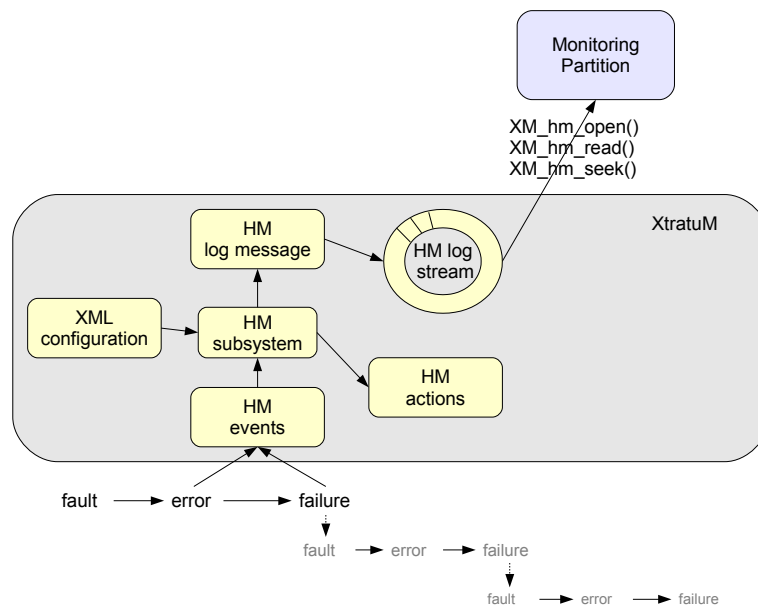 Monitoring
Partition
XM_hm_open()
XM_hm_read()
XM_hm_seek()
XtratuM
HM
log message
HM log
stream
XML
configuration
HM
subsystem
HM
actions
HM
events
fault error failure
fault error failure
fault error failure